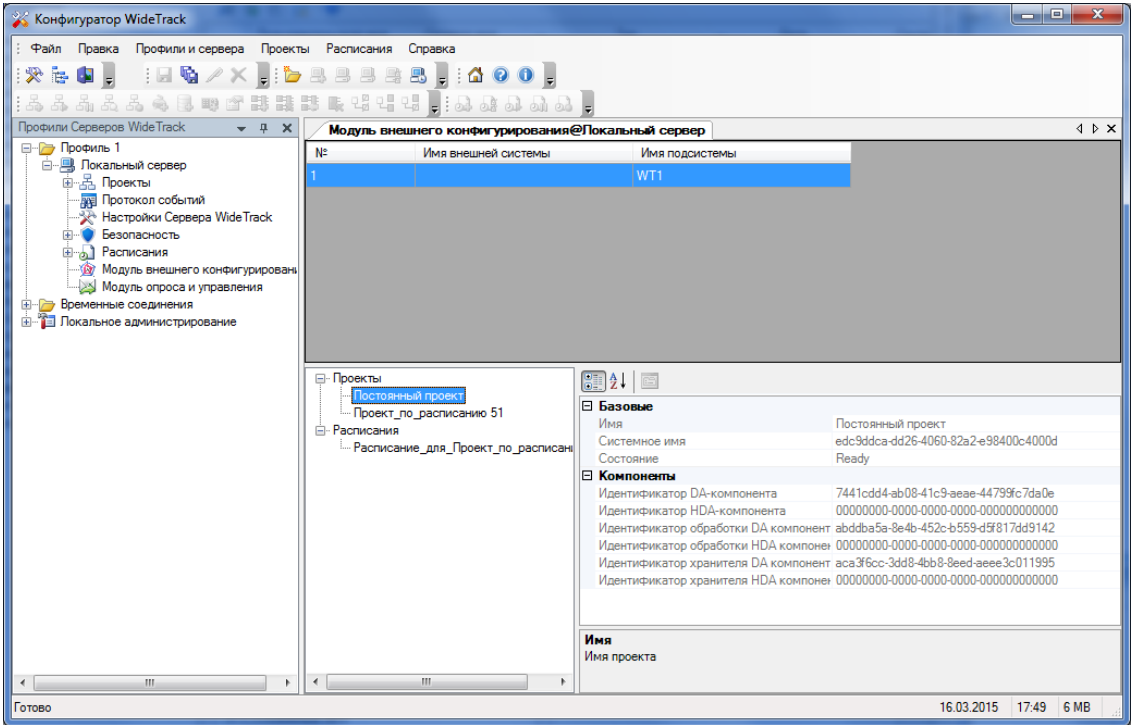 Конфигуратор WideTrack
Файл Правка Профили и сервера Проекты Расписания Справка
Профили Серверов WideTrack
Профиль 1
Локальный сервер
Проекты
Протокол событий
Настройки Сервера WideTrack
Безопасность
Расписания
Модуль внешнего конфигурировани
Модуль опроса и управления
Временные соединения
Локальное администрирование
Модуль внешнего конфигурирования@Локальный сервер
№ Имя внешней системы Имя подсистемы
1 WT1
Проекты
Постоянный проект
Проект_по_расписанию 51
Расписания
Расписание_для_Проект_по_расписани
Базовые
Имя Постоянный проект
Системное имя edc9ddca-dd26-4060-82a2-e98400c4000d
Состояние Ready
Компоненты
Идентификатор DA-компонента 7441cdd4-ab08-41c9-aeae-44799fc7da0e
Идентификатор HDA-компонента 00000000-0000-0000-0000-000000000000
Идентификатор обработки DA компонент abddba5a-8e4b-452c-b559-d5f817dd9142
Идентификатор обработки HDA компонен 00000000-0000-0000-0000-000000000000
Идентификатор хранителя DA компонент aca3f6cc-3dd8-4bb8-8eed-aeee3c011995
Идентификатор хранителя HDA компонен 00000000-0000-0000-0000-000000000000
Имя
Имя проекта
Готово 16.03.2015 17:49 6 MB